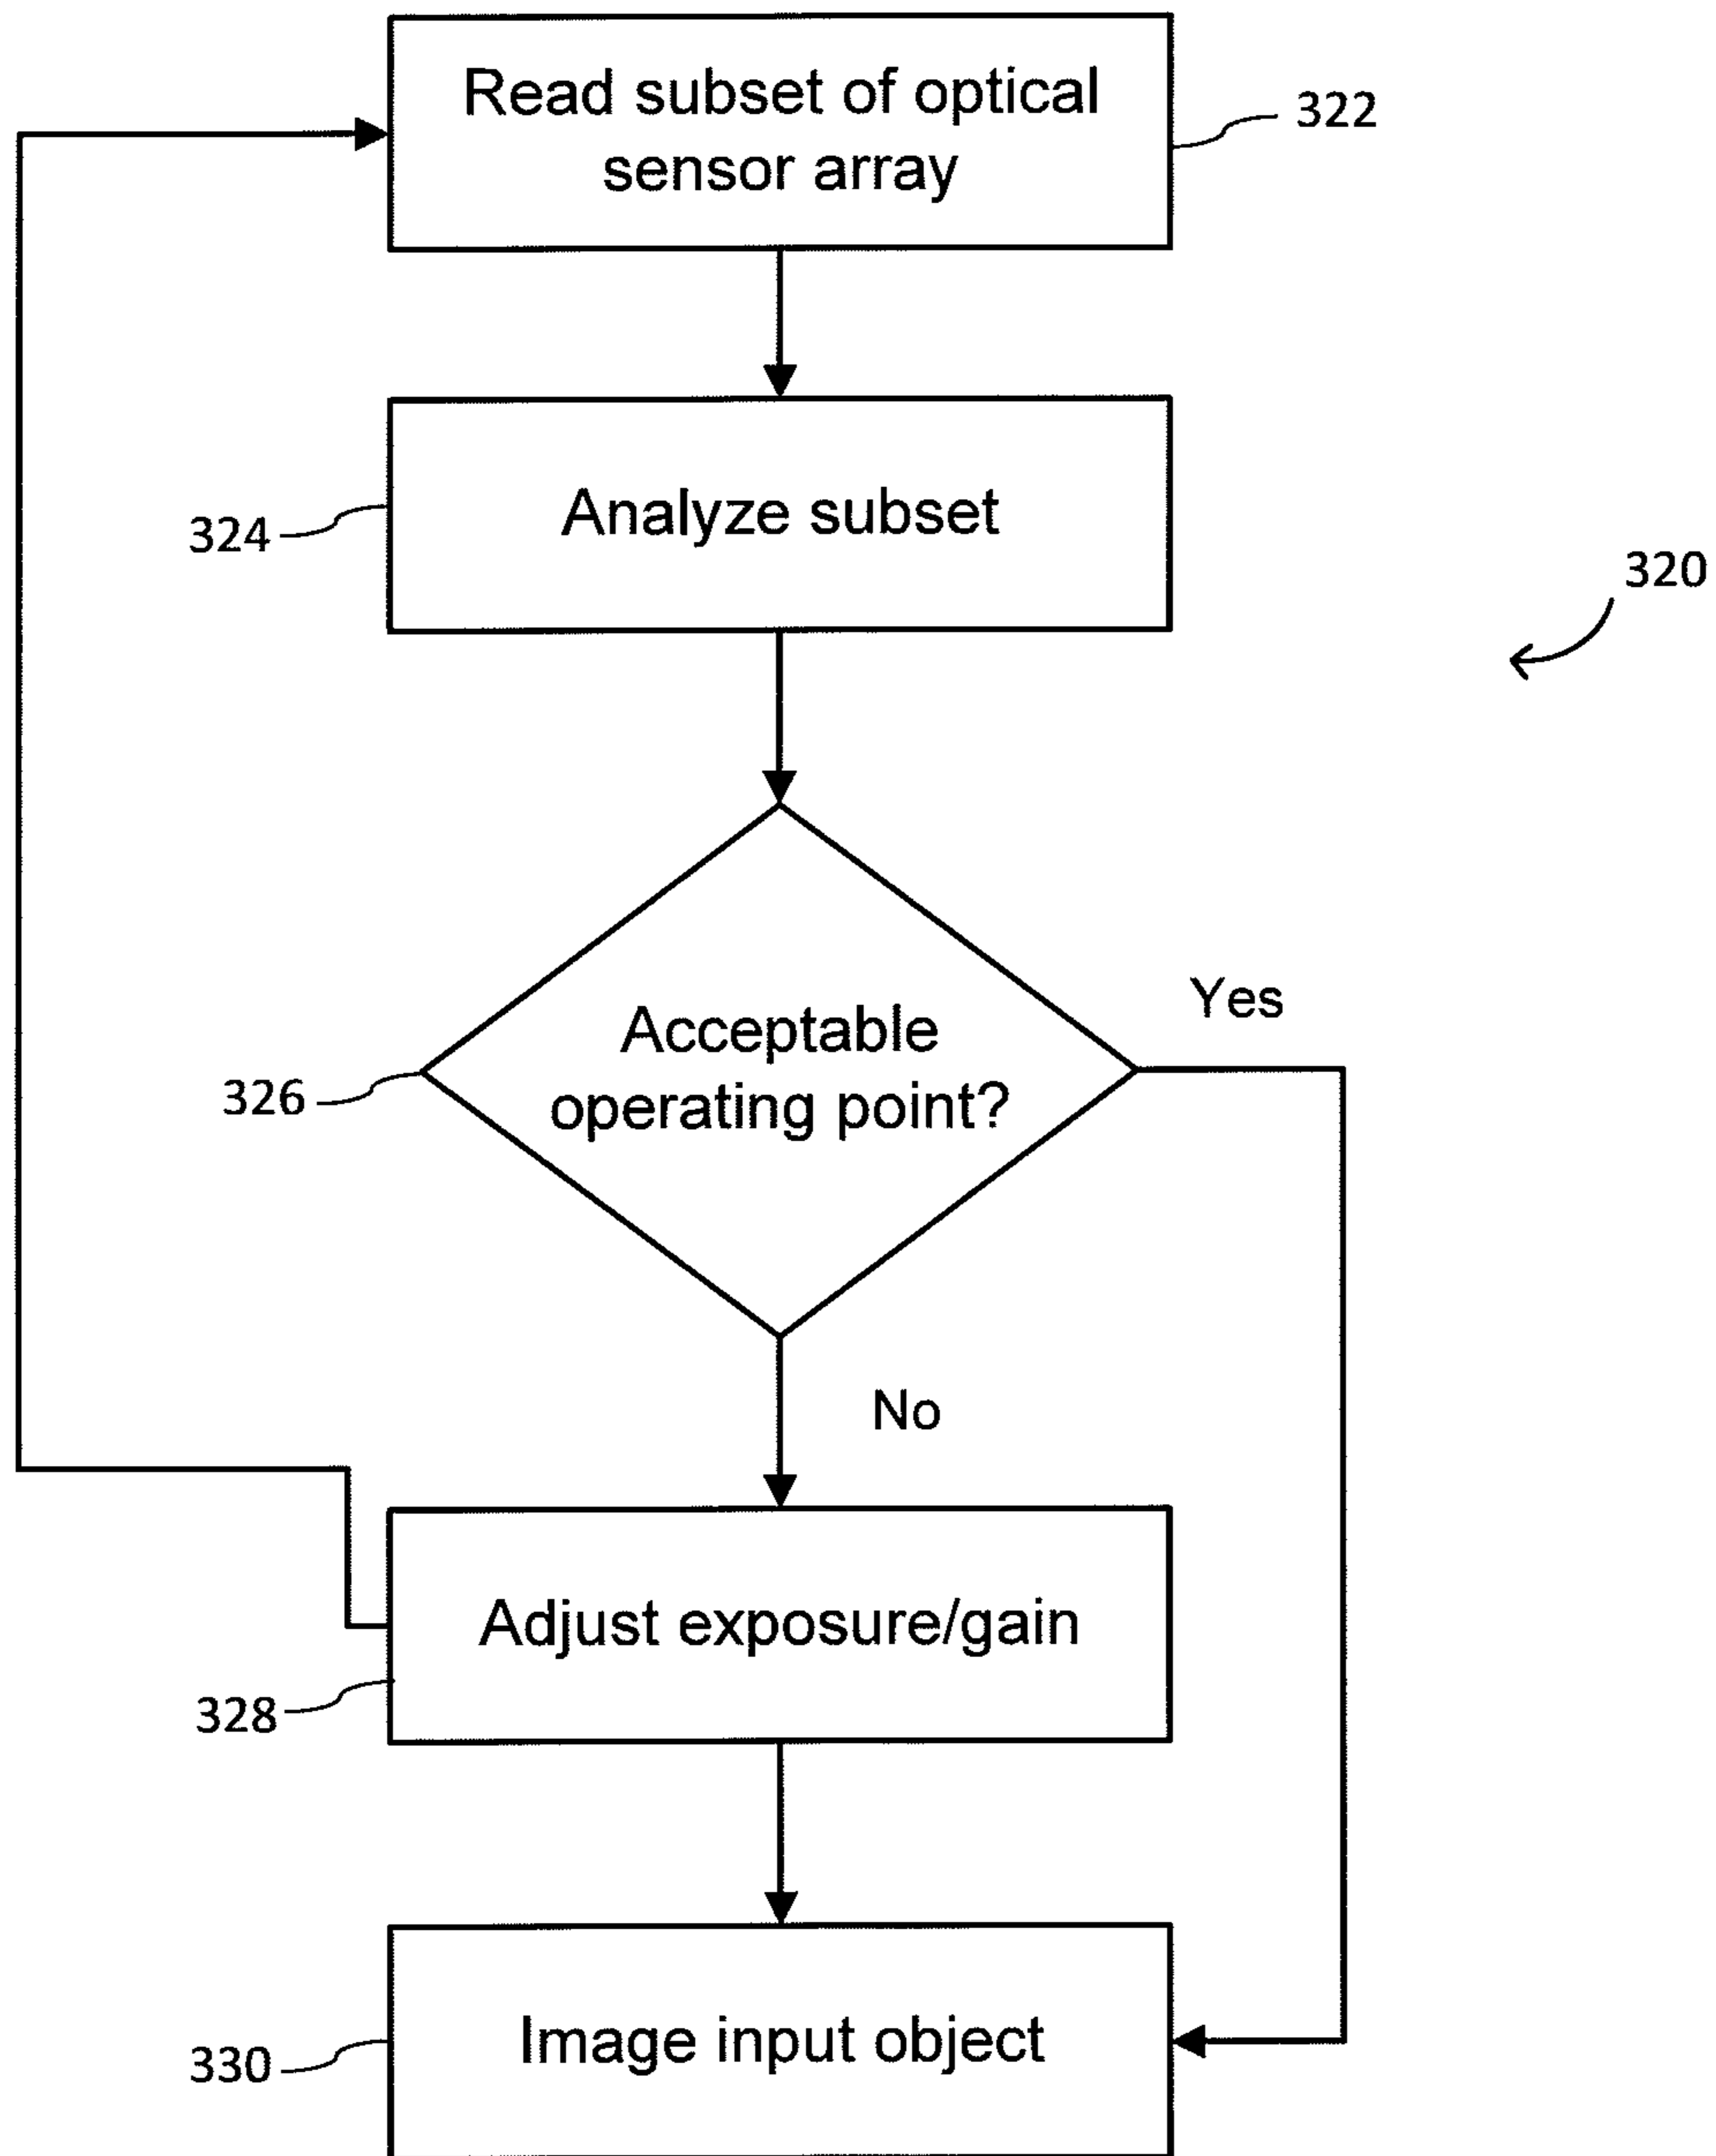 Read subset of optical
sensor array
322
Analyze subset
324
320
Acceptable
operating point?
326
Yes
No
Adjust exposure/gain
328
Image input object
330